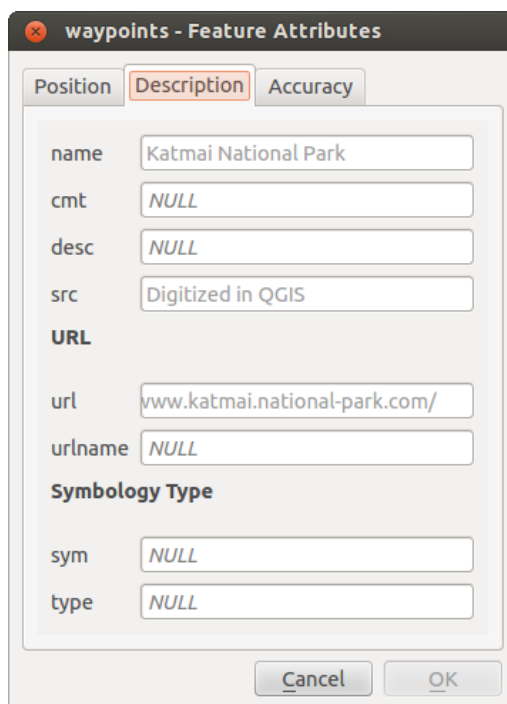 waypoints - Feature Attributes
Position Description Accuracy
name Katmai National Park
cmt NULL
desc NULL
src Digitized in QGIS
URL
url www.katmai.national-park.com/
urlname NULL
Symbology Type
sym NULL
type NULL
Cancel OK